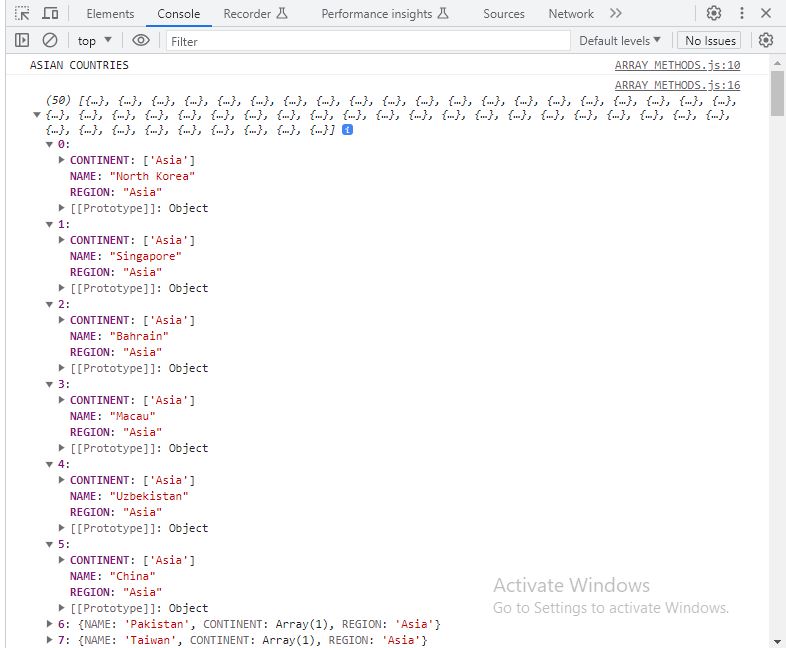 Elements Console Recorder Performance insights Sources Network
top Filter Default levels No Issues
ASIAN COUNTRIES ARRAY METHODS.js:10
ARRAY METHODS.js:16
(50) [{…}, {…}, {…}, {…}, {…}, {…}, {…}, {…}, {…}, {…}, {…}, {…}, {…}, {…}, {…}, {…}, {…}, {…}, {…}, {…},
{…}, {…}, {…}, {…}, {…}, {…}, {…}, {…}, {…}, {…}, {…}, {…}, {…}, {…}, {…}, {…}, {…}, {…}, {…}, {…}, {…},
{…}, {…}, {…}, {…}, {…}, {…}, {…}, {…}, {…}] i
0:
CONTINENT: ['Asia']
NAME: "North Korea"
REGION: "Asia"
[[Prototype]]: Object
1:
CONTINENT: ['Asia']
NAME: "Singapore"
REGION: "Asia"
[[Prototype]]: Object
2:
CONTINENT: ['Asia']
NAME: "Bahrain"
REGION: "Asia"
[[Prototype]]: Object
3:
CONTINENT: ['Asia']
NAME: "Macau"
REGION: "Asia"
[[Prototype]]: Object
4:
CONTINENT: ['Asia']
NAME: "Uzbekistan"
REGION: "Asia"
[[Prototype]]: Object
5:
CONTINENT: ['Asia']
NAME: "China"
REGION: "Asia"
[[Prototype]]: Object
6: {NAME: 'Pakistan', CONTINENT: Array(1), REGION: 'Asia'}
7: {NAME: 'Taiwan', CONTINENT: Array(1), REGION: 'Asia'}
Activate Windows
Go to Settings to activate Windows.